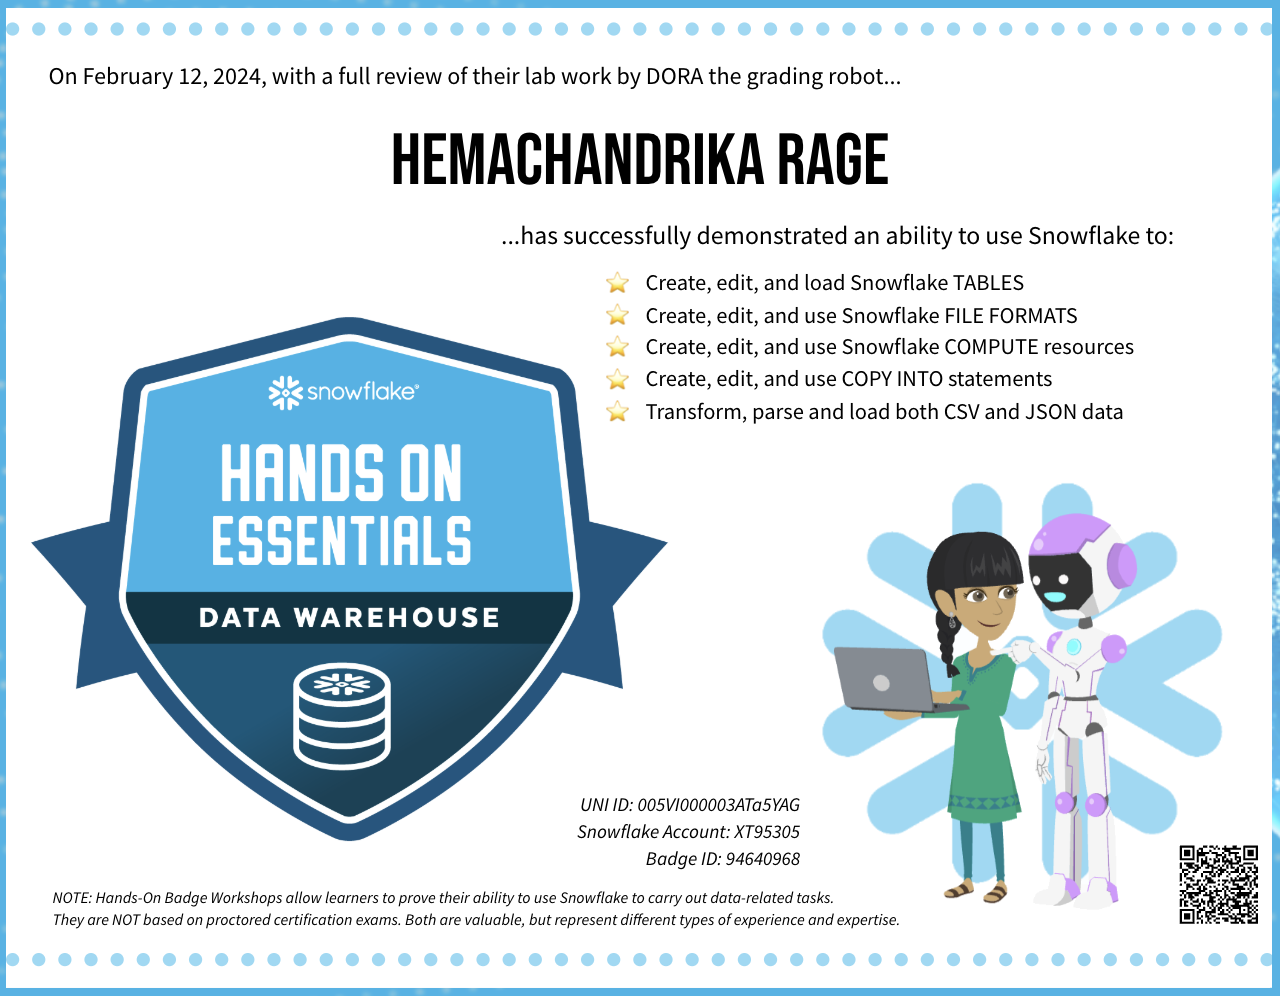 On February 12, 2024, with a full review of their lab work by DORA the grading robot...
HEMACHANDRIKA RAGE
...has successfully demonstrated an ability to use Snowflake to:
Create, edit, and load Snowflake TABLES
Create, edit, and use Snowflake FILE FORMATS
Create, edit, and use Snowflake COMPUTE resources
Create, edit, and use COPY INTO statements
Transform, parse and load both CSV and JSON data
snowflake®
HANDS ON
ESSENTIALS
DATA WAREHOUSE
UNI ID: 005VI000003ATa5YAG
Snowflake Account: XT95305
Badge ID: 94640968
NOTE: Hands-On Badge Workshops allow learners to prove their ability to use Snowflake to carry out data-related tasks.
They are NOT based on proctored certification exams. Both are valuable, but represent different types of experience and expertise.